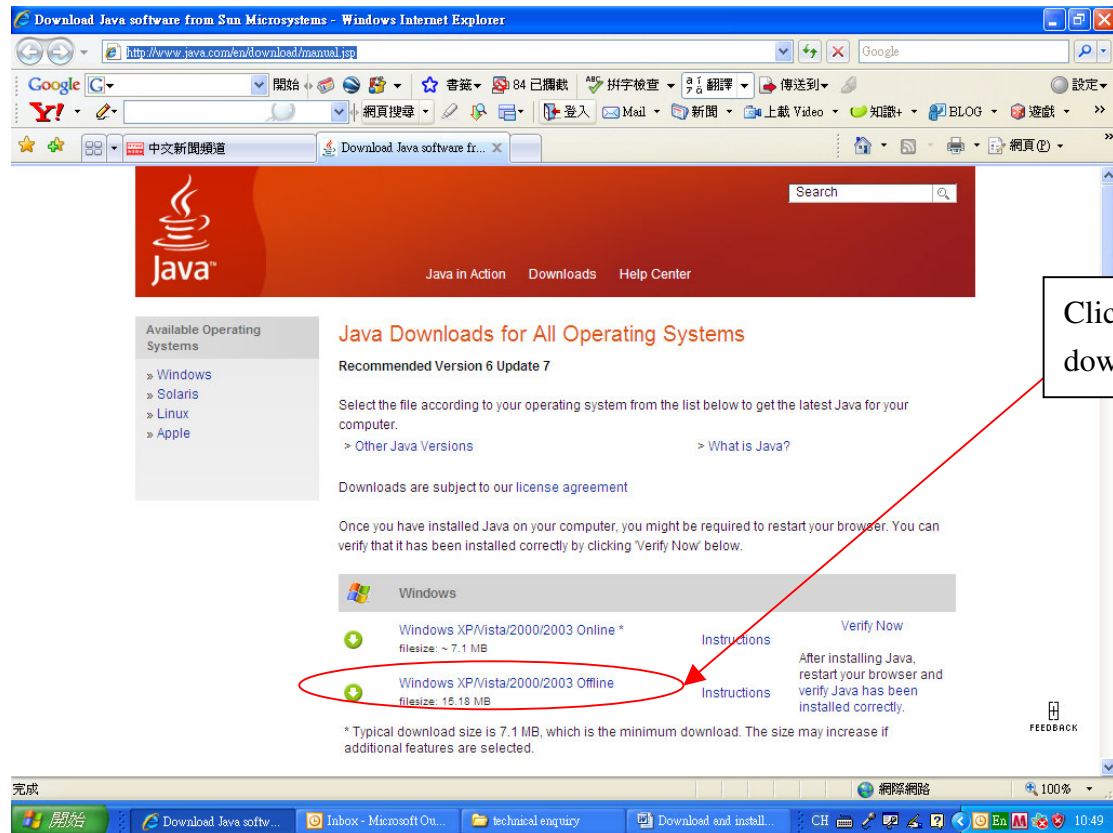 Download Java software from Sun Microsystems - Windows Internet Explorer
http://www.java.com/en/download/manual.jsp
Google
Google G 開始 書籤 94 已攔截 拼字檢查 翻譯 傳送到 設定
Y! 網頁搜尋 登入 Mail 新聞 上載 Video 知識+ BLOG 遊戲 »
中文新聞頻道 Download Java software fr... 網頁(P) »
Search
Java™
Java in Action Downloads Help Center
Available Operating
Systems
» Windows
» Solaris
» Linux
» Apple
Java Downloads for All Operating Systems
Recommended Version 6 Update 7
Select the file according to your operating system from the list below to get the latest Java for your
computer.
> Other Java Versions > What is Java?
Downloads are subject to our license agreement
Once you have installed Java on your computer, you might be required to restart your browser. You can
verify that it has been installed correctly by clicking 'Verify Now' below.
Clic
dow
Windows
Windows XP/Vista/2000/2003 Online *
filesize: ~ 7.1 MB
Instructions
Windows XP/Vista/2000/2003 Offline
filesize: 15.18 MB
Instructions
Verify Now
After installing Java,
restart your browser and
verify Java has been
installed correctly.
* Typical download size is 7.1 MB, which is the minimum download. The size may increase if
additional features are selected.
[+]
FEEDBACK
完成 網際網路 100%
開始 Download Java softw... Inbox - Microsoft Ou... technical enquiry Download and install... CH En 10:49